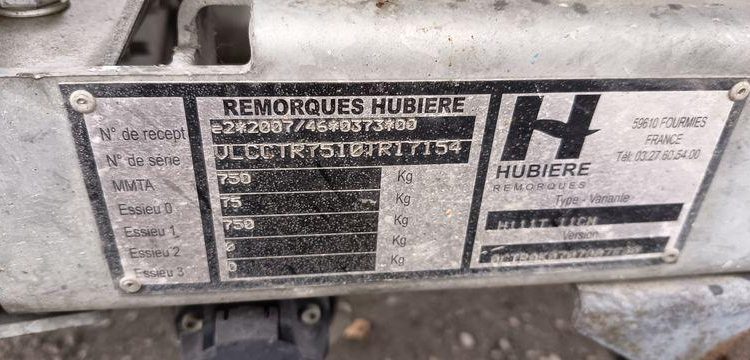 REMORQUES HUBIERE
N° de recept e2*2007/46*0373*00
N° de série
MMTA 750 Kg
Essieu 0 75 Kg
Essieu 1 750 Kg
Essieu 2 0 Kg
Essieu 3 0 Kg
H
HUBIERE
REMORQUES
59610 FOURMIES
FRANCE
Tél: 03.27.60.54.00
Type - Variante
Version